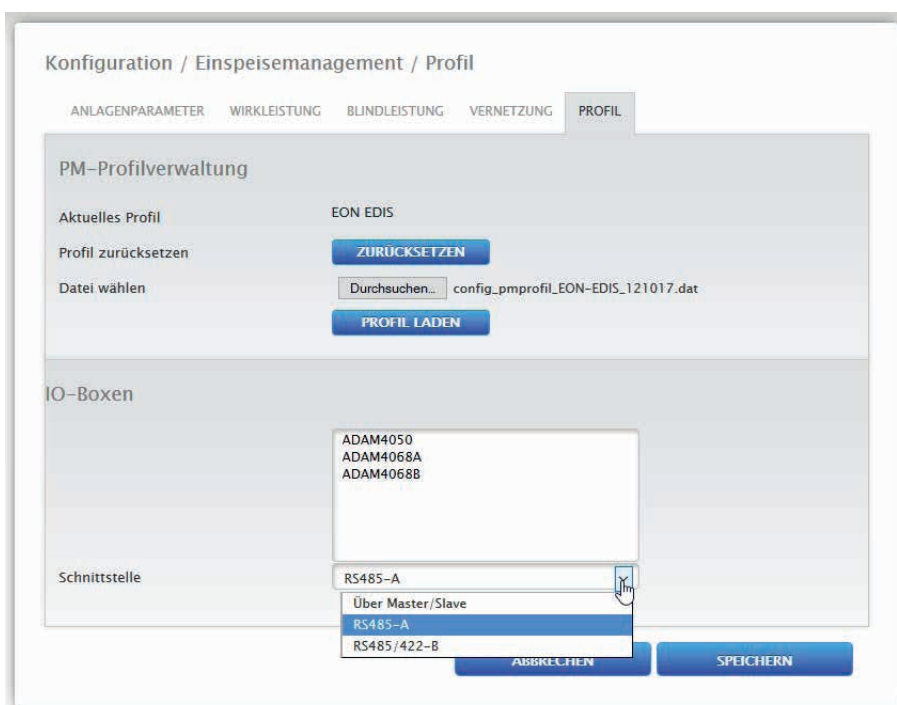 Konfiguration / Einspeisemanagement / Profil
ANLAGENPARAMETER WIRKLEISTUNG BLINDLEISTUNG VERNETZUNG PROFIL
PM-Profilverwaltung
Aktuelles Profil EON EDIS
Profil zurücksetzen ZURÜCKSETZEN
Datei wählen Durchsuchen... config_pmprofil_EON-EDIS_121017.dat
PROFIL LADEN
IO-Boxen
ADAM4050
ADAM4068A
ADAM4068B
Schnittstelle RS485-A
Über Master/Slave
RS485-A
RS485/422-B
ABBRECHEN SPEICHERN